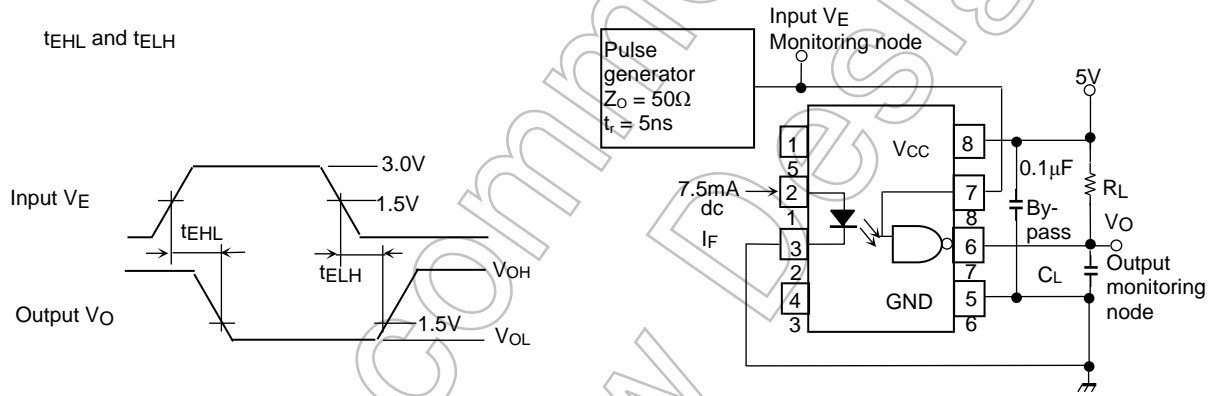 tEHL and tELH
Input VE
3.0V
1.5V
tEHL
tELH
Output VO
VOH
1.5V
VOL
Input VE
Monitoring node
Pulse
generator
ZO = 50Ω
tr = 5ns
5V
1
5
2
1
3
2
4
3
7.5mA
dc
IF
VCC
GND
8
7
8
6
7
5
6
0.1μF
By-
pass
RL
VO
CL
Output
monitoring
node